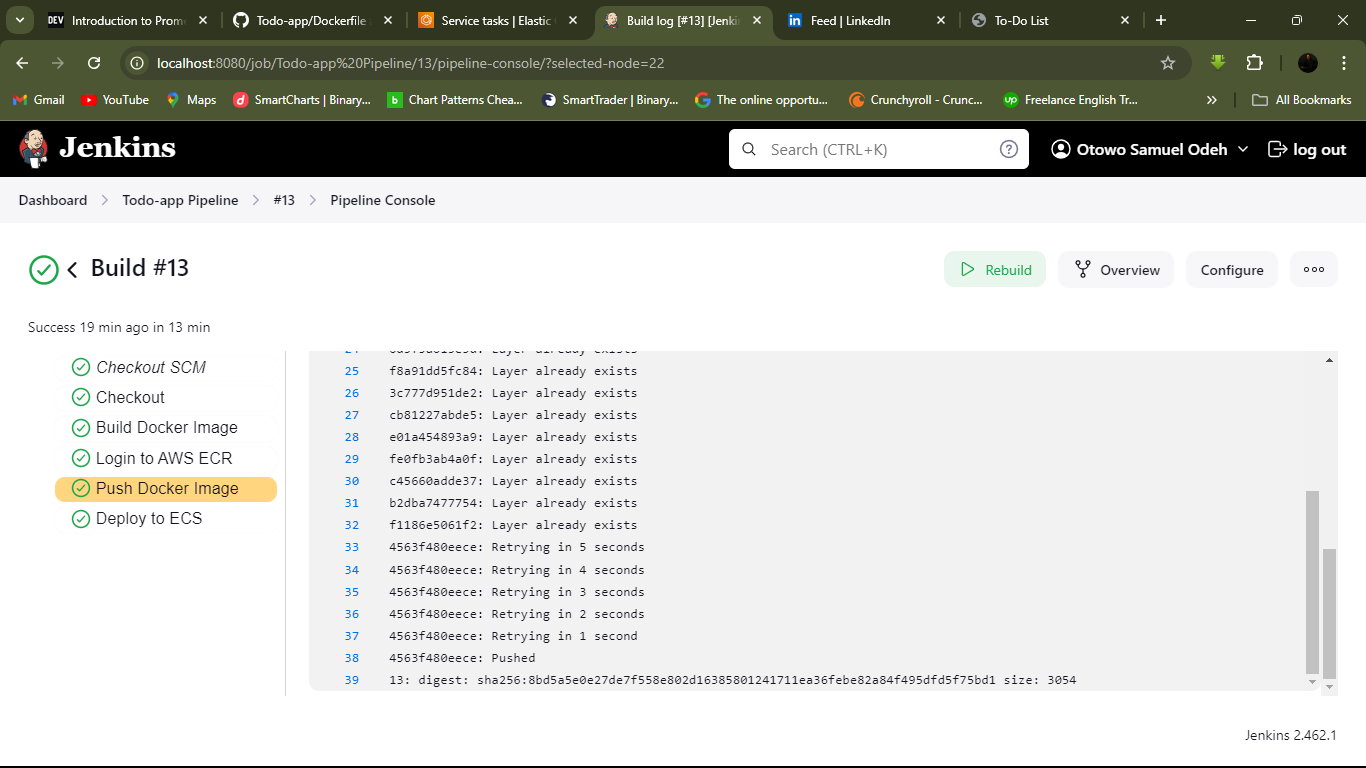 Introduction to Prom
Todo-app/Dockerfile
Service tasks | Elastic
Build log [#13] [Jenki
Feed | LinkedIn
To-Do List
localhost:8080/job/Todo-app%20Pipeline/13/pipeline-console/?selected-node=22
Gmail
YouTube
Maps
SmartCharts | Binary...
Chart Patterns Chea...
SmartTrader | Binary...
The online opportu...
Crunchyroll - Crunc...
Freelance English Tr...
All Bookmarks
Jenkins
Search (CTRL+K)
Otowo Samuel Odeh
log out
Dashboard > Todo-app Pipeline > #13 > Pipeline Console
Build #13
Rebuild
Overview
Configure
Success 19 min ago in 13 min
Checkout SCM
Checkout
Build Docker Image
Login to AWS ECR
Push Docker Image
Deploy to ECS
25 f8a91dd5fc84: Layer already exists
26 3c777d951de2: Layer already exists
27 cb81227abde5: Layer already exists
28 e01a454893a9: Layer already exists
29 fe0fb3ab4a0f: Layer already exists
30 c45660adde37: Layer already exists
31 b2dba7477754: Layer already exists
32 f1186e5061f2: Layer already exists
33 4563f480eece: Retrying in 5 seconds
34 4563f480eece: Retrying in 4 seconds
35 4563f480eece: Retrying in 3 seconds
36 4563f480eece: Retrying in 2 seconds
37 4563f480eece: Retrying in 1 second
38 4563f480eece: Pushed
39 13: digest: sha256:8bd5a5e0e27de7f558e802d16385801241711ea36febe82a84f495dfd5f75bd1 size: 3054
Jenkins 2.462.1